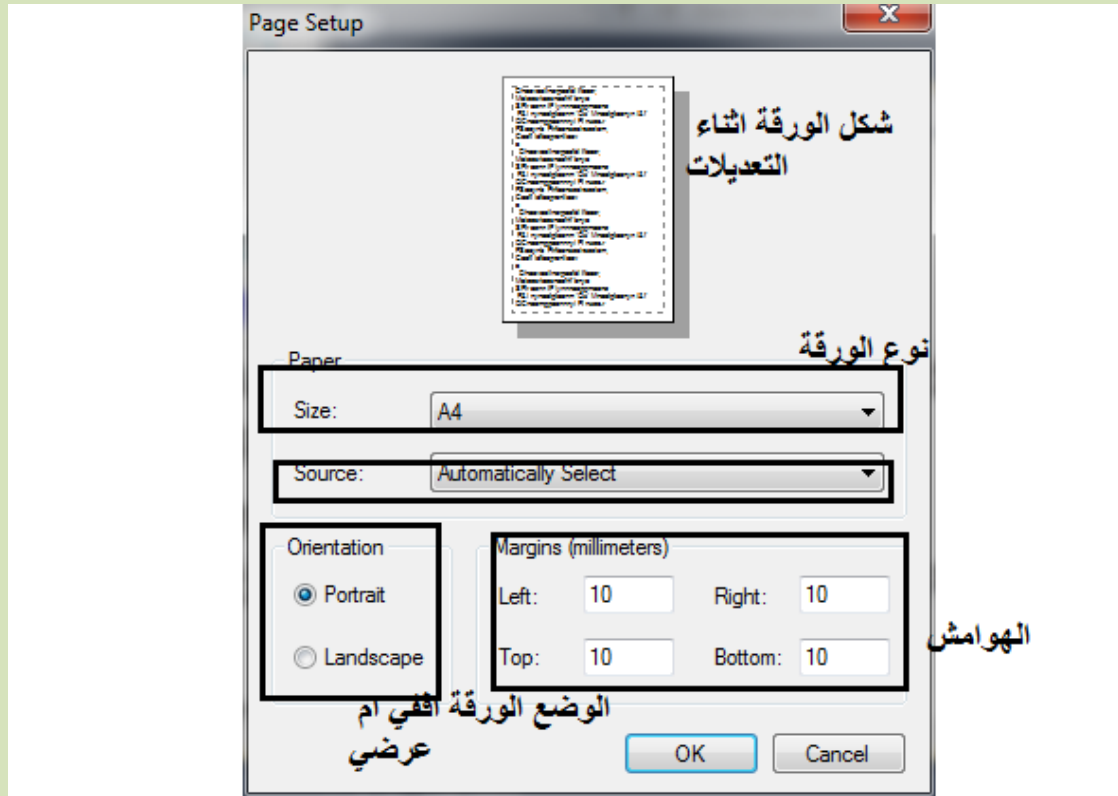 Page Setup
شكل الورقة اثناء
التعديلات
نوع الورقة
Paper
Size: A4
Source: Automatically Select
Orientation
Portrait
Landscape
Margins (millimeters)
Left: 10 Right: 10
Top: 10 Bottom: 10
الهوامش
الوضع الورقة افقي ام
عرضي
OK Cancel